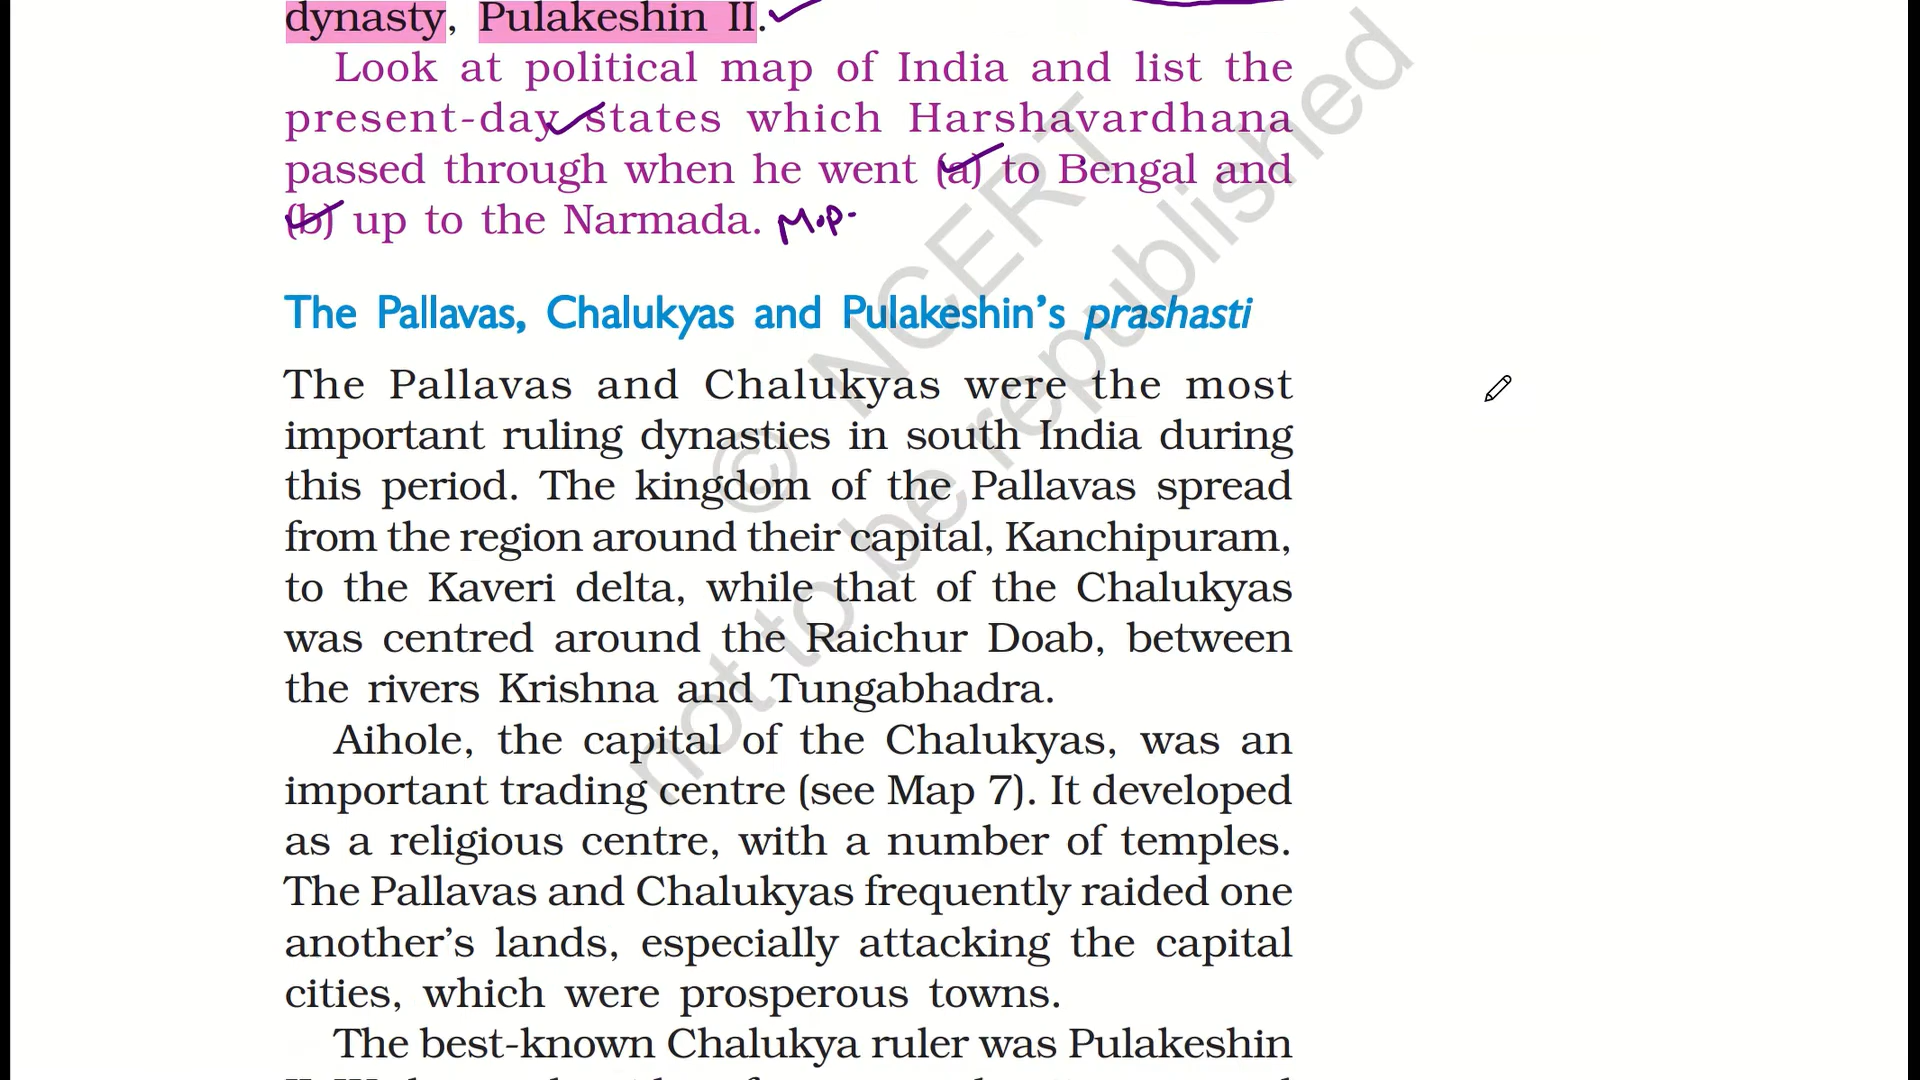 dynasty, Pulakeshin II.
Look at political map of India and list the
present-day states which Harshavardhana
passed through when he went (a) to Bengal and
(b) up to the Narmada. Map.
The Pallavas, Chalukyas and Pulakeshin's prashasti
The Pallavas and Chalukyas were the most
important ruling dynasties in south India during
this period. The kingdom of the Pallavas spread
from the region around their capital, Kanchipuram,
to the Kaveri delta, while that of the Chalukyas
was centred around the Raichur Doab, between
the rivers Krishna and Tungabhadra.
Aihole, the capital of the Chalukyas, was an
important trading centre (see Map 7). It developed
as a religious centre, with a number of temples.
The Pallavas and Chalukyas frequently raided one
another's lands, especially attacking the capital
cities, which were prosperous towns.
The best-known Chalukya ruler was Pulakeshin
© NCERT
not to be republished